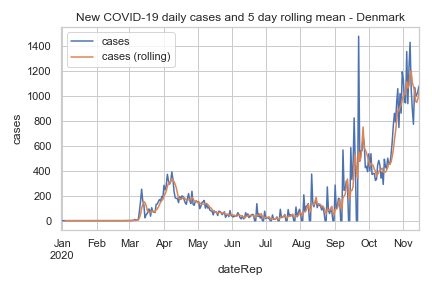 New COVID-19 daily cases and 5 day rolling mean - Denmark
cases
cases (rolling)
1400
1200
1000
800
600
400
200
0
cases
Jan Feb Mar Apr May Jun Jul Aug Sep Oct Nov
2020
dateRep